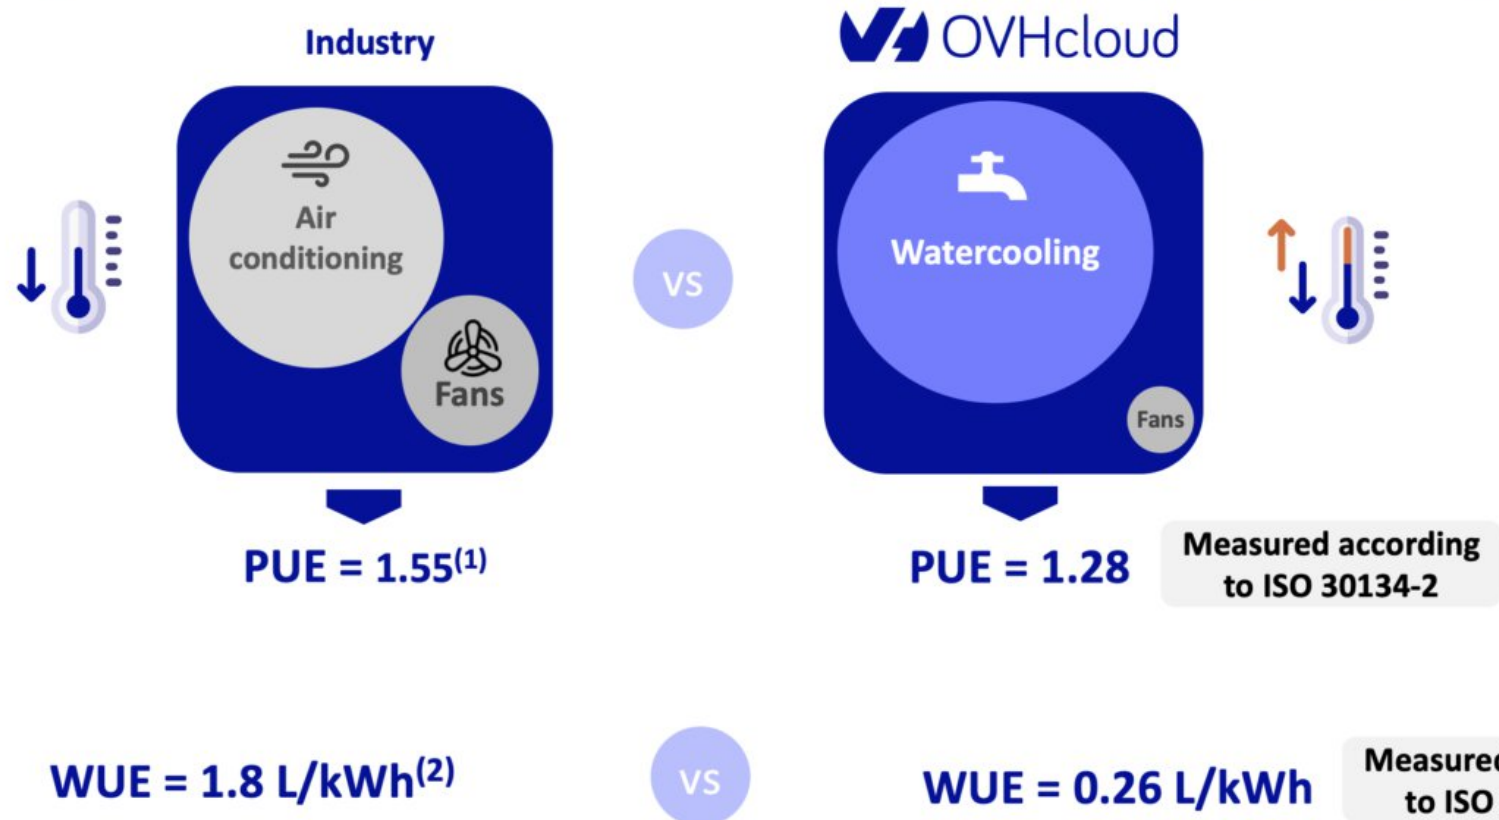 Industry
OVHcloud
Air
conditioning
Fans
VS
Watercooling
Fans
PUE = 1.55(1)
PUE = 1.28
Measured according
to ISO 30134-2
WUE = 1.8 L/kWh(2)
VS
WUE = 0.26 L/kWh
Measured
to ISO